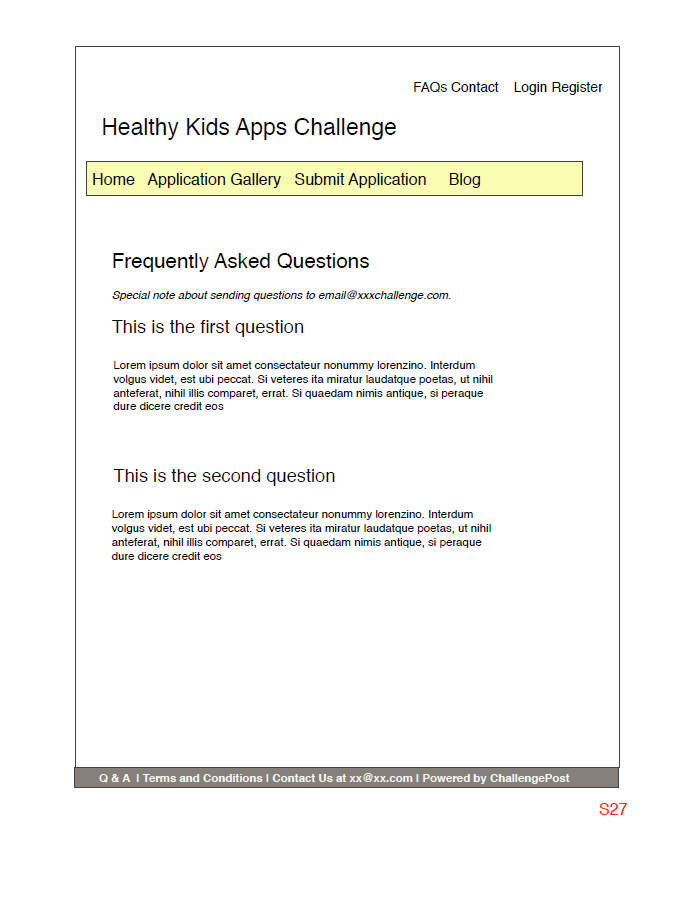 FAQs Contact Login Register
Healthy Kids Apps Challenge
Home Application Gallery Submit Application Blog
Frequently Asked Questions
Special note about sending questions to email@xxxchallenge.com.
This is the first question
Lorem ipsum dolor sit amet consectateur nonummy lorenzino. Interdum
volgus videt, est ubi peccat. Si veteres ita miratur laudatque poetas, ut nihil
anteferat, nihil illis comparet, errat. Si quaedam nimis antique, si peraque
dure dicere credit eos
This is the second question
Lorem ipsum dolor sit amet consectateur nonummy lorenzino. Interdum
volgus videt, est ubi peccat. Si veteres ita miratur laudatque poetas, ut nihil
anteferat, nihil illis comparet, errat. Si quaedam nimis antique, si peraque
dure dicere credit eos
Q & A | Terms and Conditions | Contact Us at xx@xx.com | Powered by ChallengePost
S27